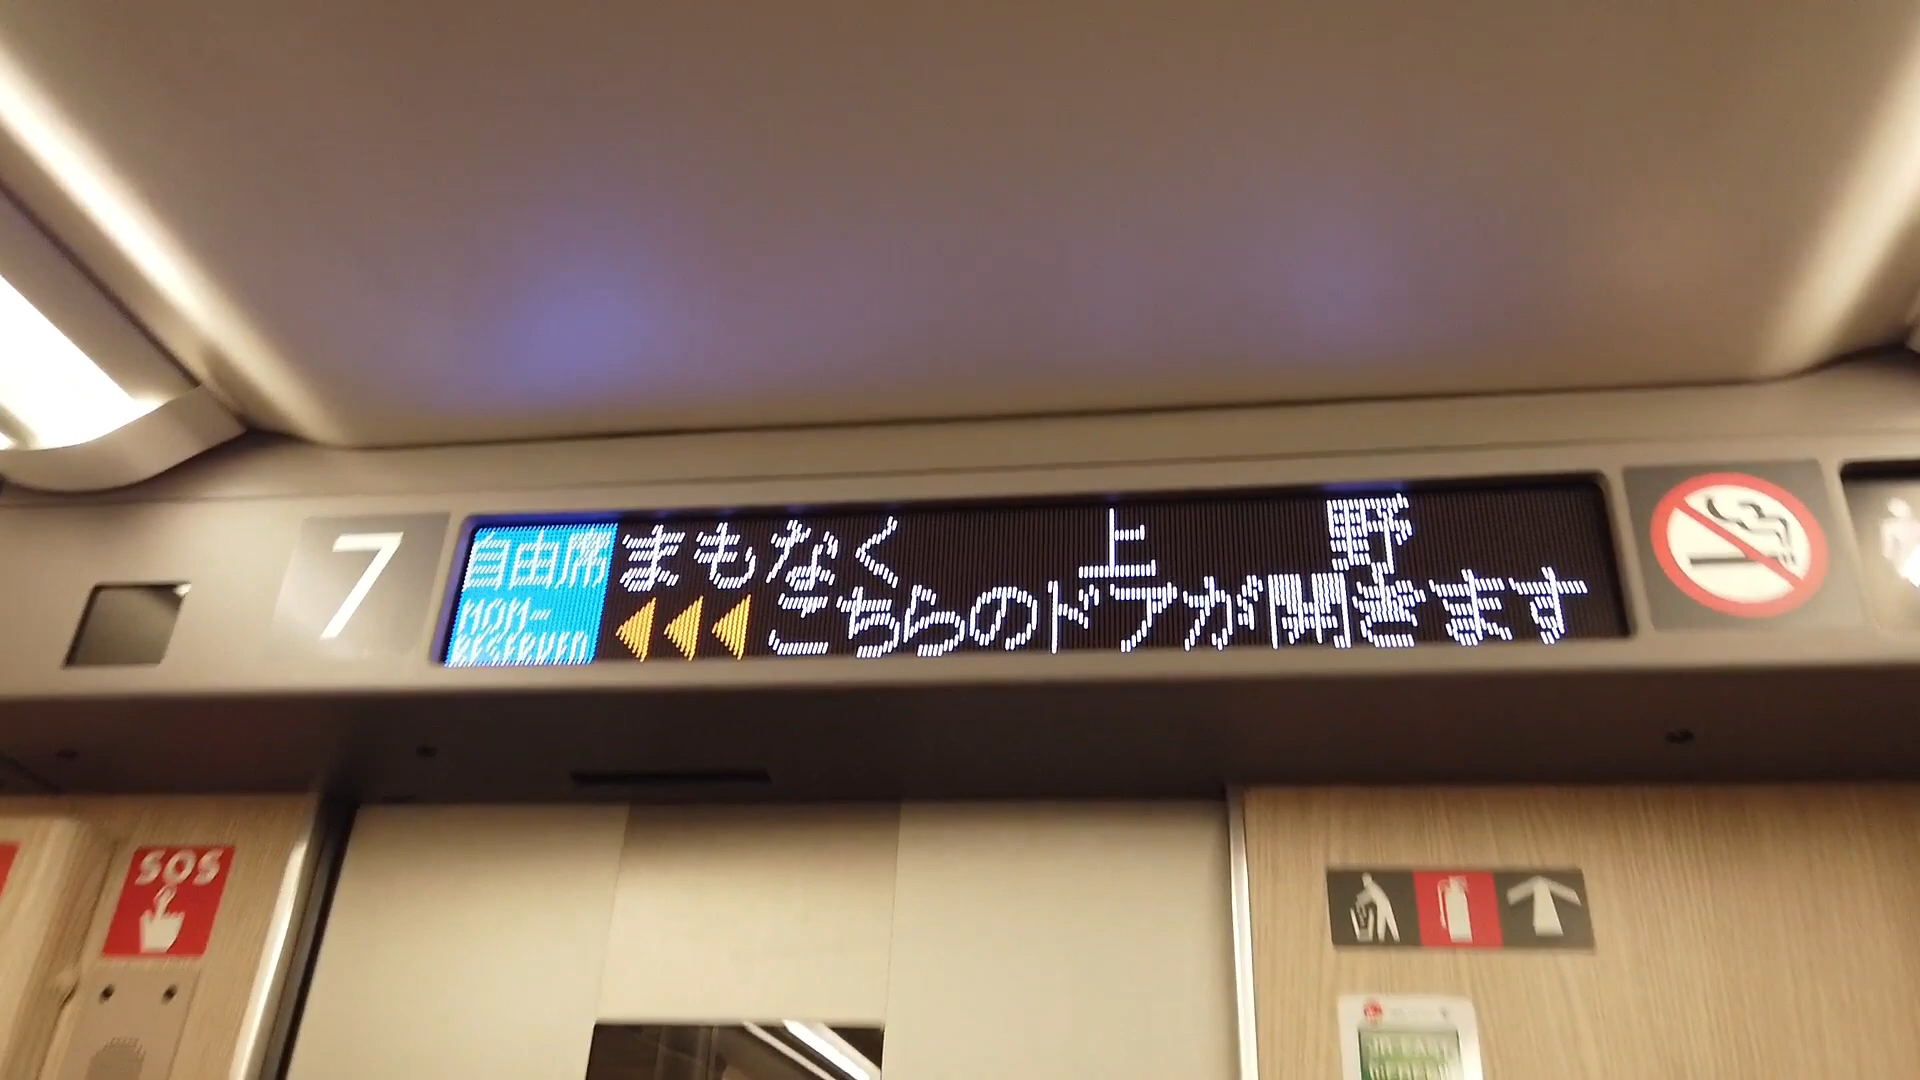 7
自由席
NON-
RESERVED
まもなく 上野
◀◀◀こちらのドアが開きます
SOS